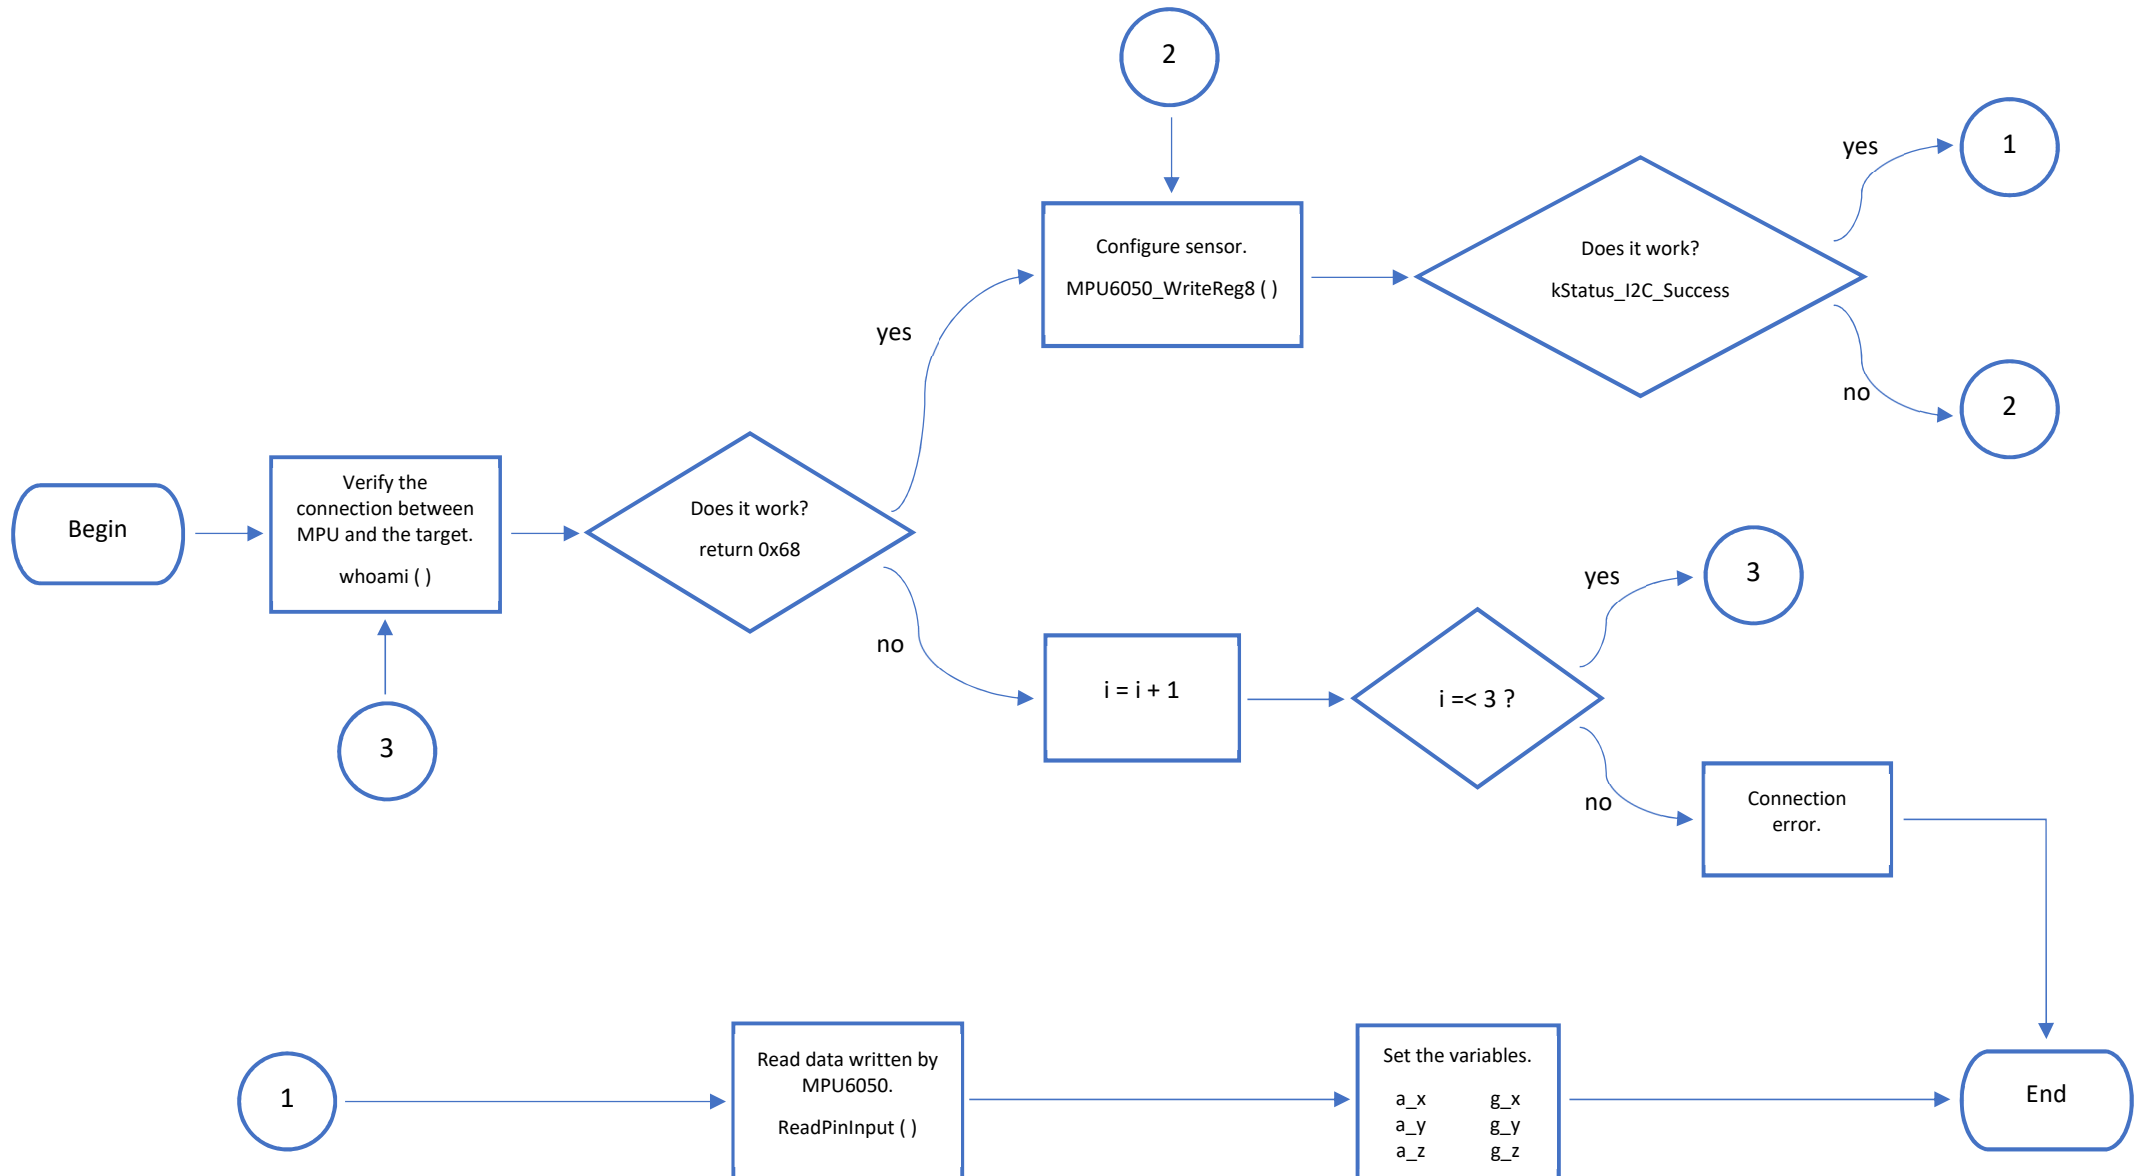 2
1
yes
Configure sensor.
MPU6050_WriteReg8 ( )
Does it work?
kStatus_I2C_Success
yes
no
2
Begin
Verify the
connection between
MPU and the target.
whoami ( )
Does it work?
return 0x68
3
no
i = i + 1
i =< 3 ?
yes
3
no
Connection
error.
1
Read data written by
MPU6050.
ReadPinInput ( )
Set the variables.
a_x g_x
a_y g_y
a_z g_z
End